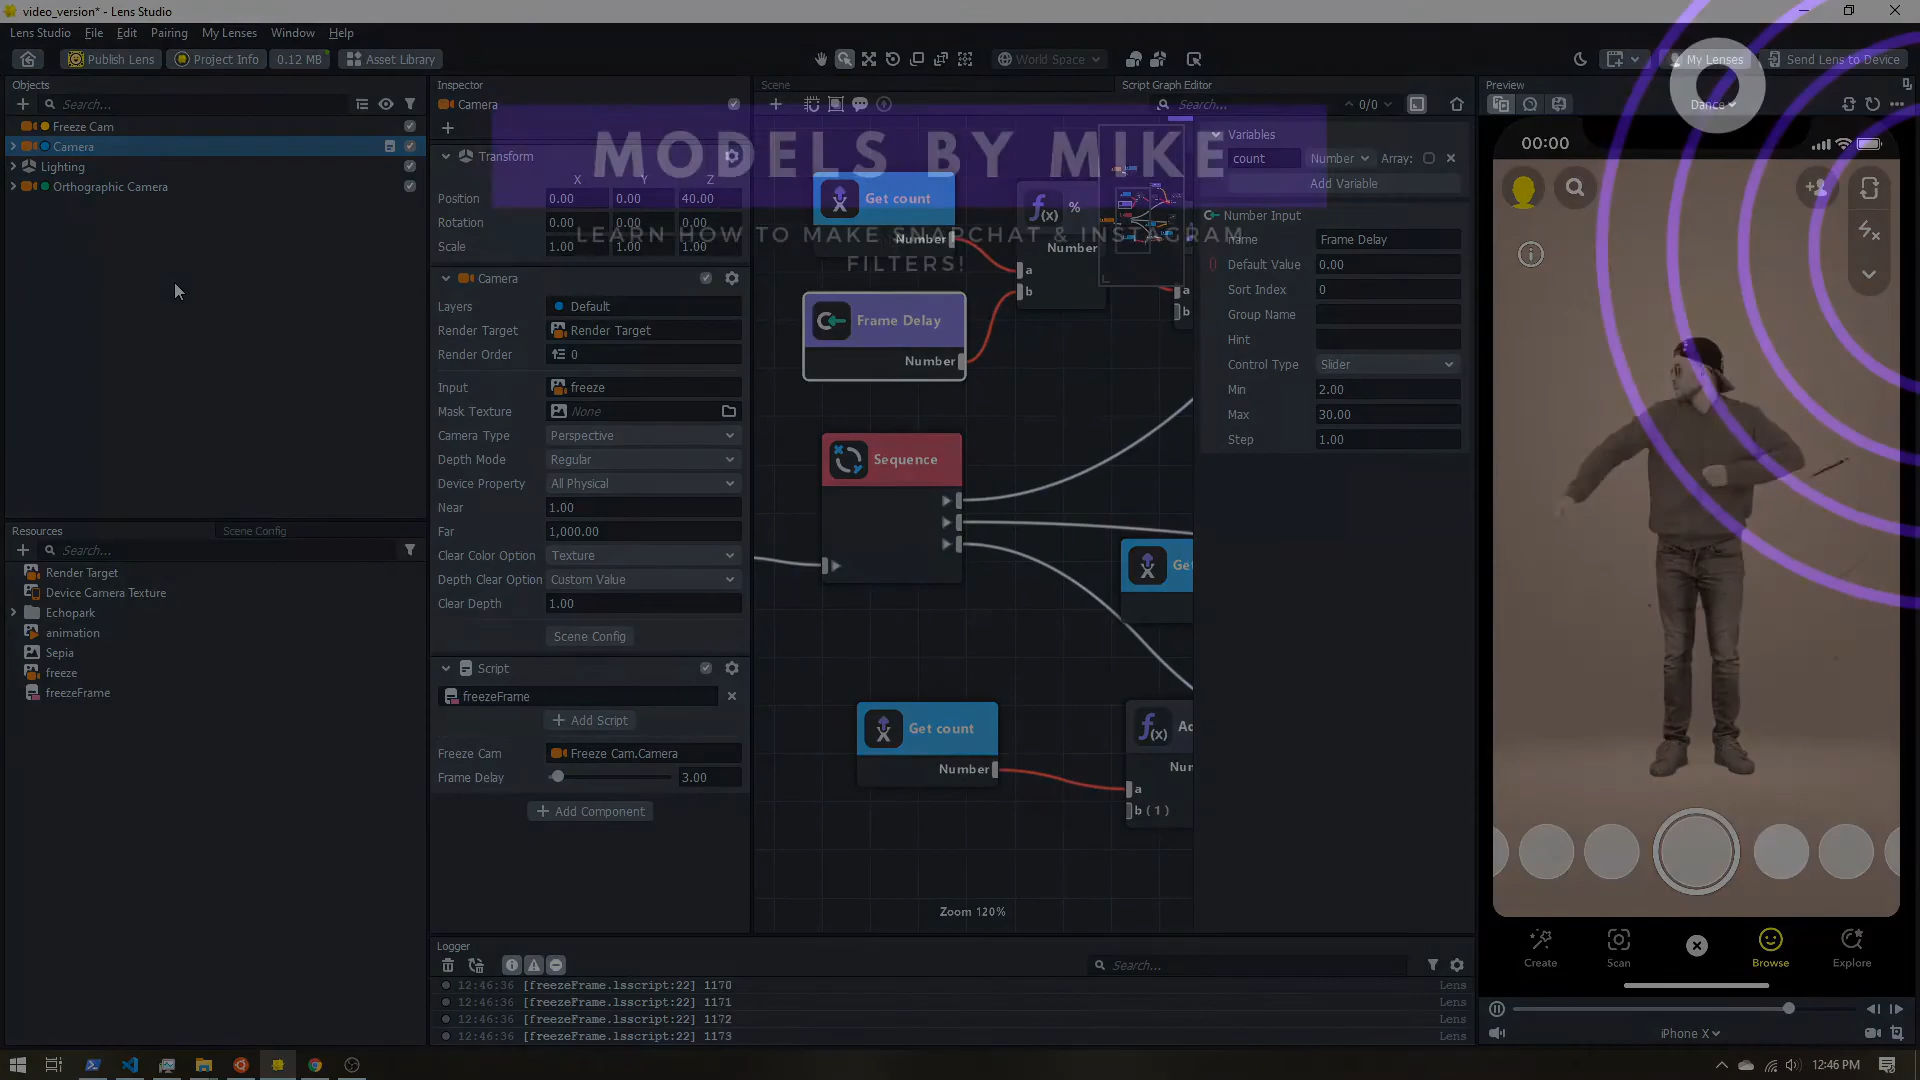 video_version* - Lens Studio
Lens Studio File Edit Pairing My Lenses Window Help
Publish Lens Project Info 0.12 MB Asset Library World Space My Lenses Send Lens to Device
Objects
Search...
Freeze Cam
Camera
Lighting
Orthographic Camera
Resources Scene Config
Search...
Render Target
Device Camera Texture
Echopark
animation
Sepia
freeze
freezeFrame
Inspector
Camera
Transform
X Y Z
Position 0.00 0.00 40.00
Rotation 0.00 0.00 0.00
Scale 1.00 1.00 1.00
Camera
Layers Default
Render Target Render Target
Render Order 0
Input freeze
Mask Texture None
Camera Type Perspective
Depth Mode Regular
Device Property All Physical
Near 1.00
Far 1,000.00
Clear Color Option Texture
Depth Clear Option Custom Value
Clear Depth 1.00
Scene Config
Script
freezeFrame
Add Script
Freeze Cam Freeze Cam.Camera
Frame Delay 3.00
Add Component
Scene Script Graph Editor
Search... 0/0
MODELS BY MIKE
LEARN HOW TO MAKE SNAPCHAT & INSTAGRAM
FILTERS!
Get count
Number
f(x) %
Number
a
b
a
b
Frame Delay
Number
Sequence
Get
Get count
Number
f(x) Ad
Num
a
b ( 1 )
Zoom 120%
Variables
count Number Array:
Add Variable
Number Input
Name Frame Delay
Default Value 0.00
Sort Index 0
Group Name
Hint
Control Type Slider
Min 2.00
Max 30.00
Step 1.00
Logger
Search...
12:46:36 [freezeFrame.lsscript:22] 1170 Lens
12:46:36 [freezeFrame.lsscript:22] 1171 Lens
12:46:36 [freezeFrame.lsscript:22] 1172 Lens
12:46:36 [freezeFrame.lsscript:22] 1173 Lens
Preview
Dance
00:00
Create Scan Browse Explore
iPhone X
12:46 PM